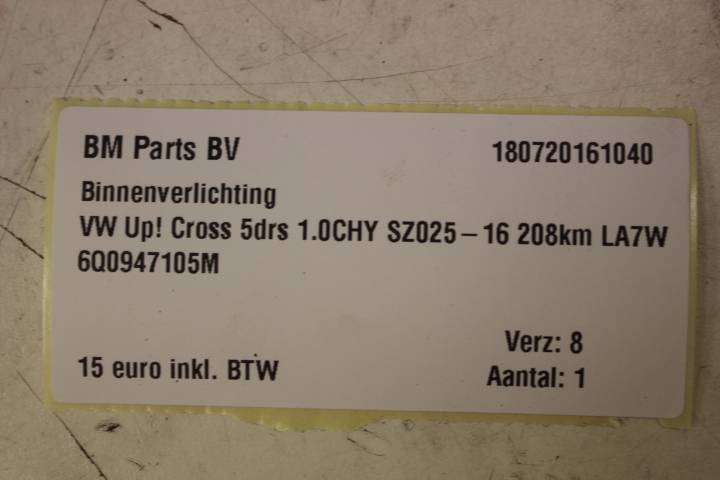 BM Parts BV 180720161040
Binnenverlichting
VW Up! Cross 5drs 1.0CHY SZ025-16 208km LA7W
6Q0947105M
Verz: 8
15 euro inkl. BTW Aantal: 1